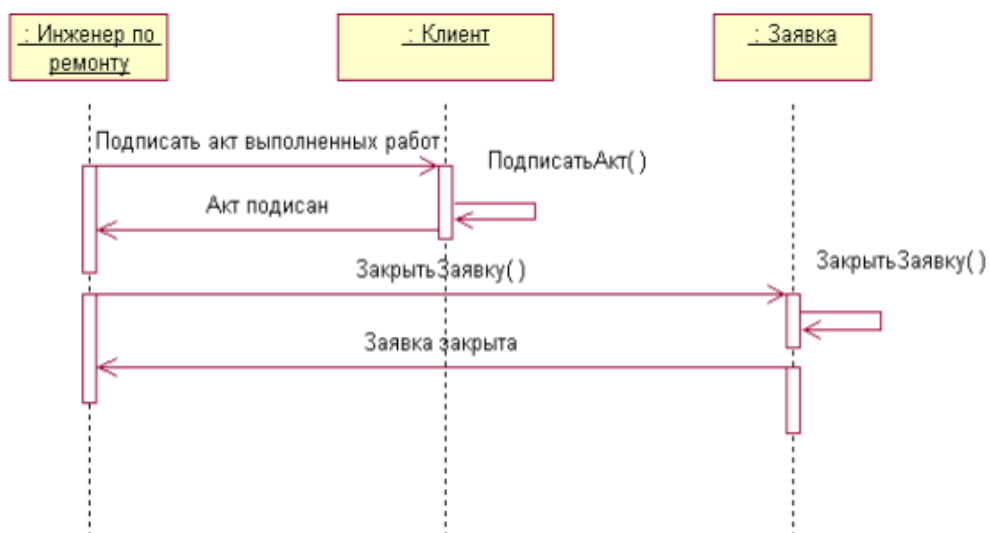 : Инженер по
ремонту
: Клиент
: Заявка
Подписать акт выполненных работ
ПодписатьАкт( )
Акт подисан
ЗакрытьЗаявку( )
ЗакрытьЗаявку( )
Заявка закрыта